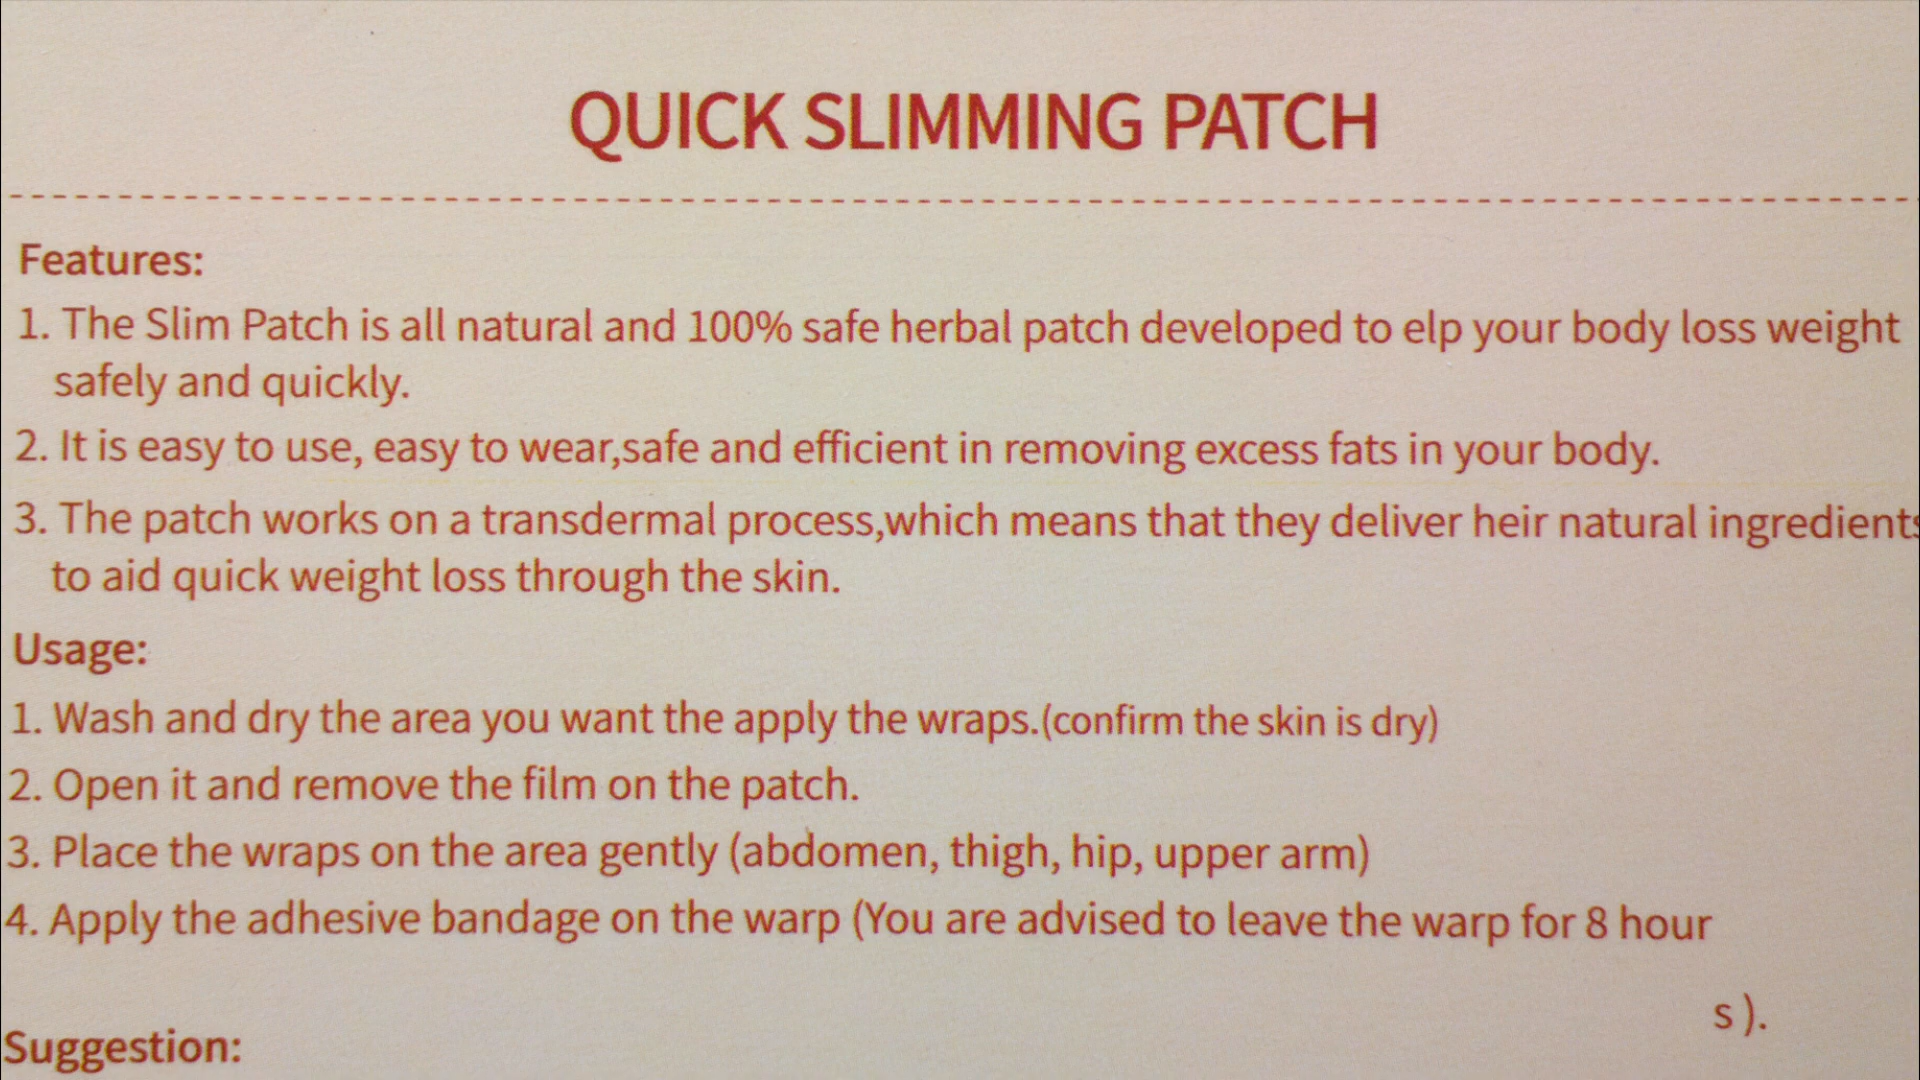 QUICK SLIMMING PATCH
Features:
1. The Slim Patch is all natural and 100% safe herbal patch developed to elp your body loss weight
safely and quickly.
2. It is easy to use, easy to wear,safe and efficient in removing excess fats in your body.
3. The patch works on a transdermal process,which means that they deliver heir natural ingredients
to aid quick weight loss through the skin.
Usage:
1. Wash and dry the area you want the apply the wraps.(confirm the skin is dry)
2. Open it and remove the film on the patch.
3. Place the wraps on the area gently (abdomen, thigh, hip, upper arm)
4. Apply the adhesive bandage on the warp (You are advised to leave the warp for 8 hour
s ).
Suggestion: